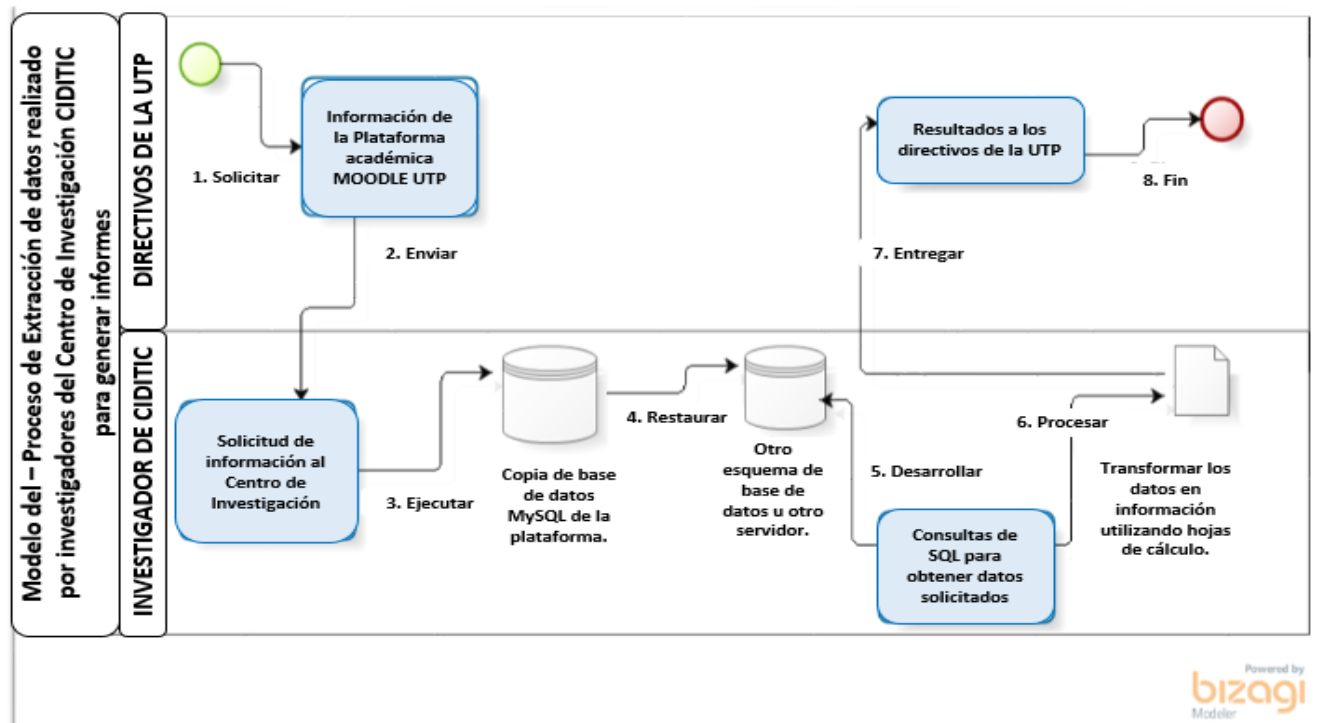 Modelo del – Proceso de Extracción de datos realizado
por investigadores del Centro de Investigación CIDITIC
para generar informes
DIRECTIVOS DE LA UTP
1. Solicitar
Información de
la Plataforma
académica
MOODLE UTP
2. Enviar
Resultados a los
directivos de la UTP
8. Fin
7. Entregar
INVESTIGADOR DE CIDITIC
Solicitud de
información al
Centro de
Investigación
3. Ejecutar
Copia de base
de datos
MySQL de la
plataforma.
4. Restaurar
Otro
esquema de
base de
datos u otro
servidor.
5. Desarrollar
Consultas de
SQL para
obtener datos
solicitados
6. Procesar
Transformar los
datos en
información
utilizando hojas
de cálculo.
Powered by
bizagi
Modeler